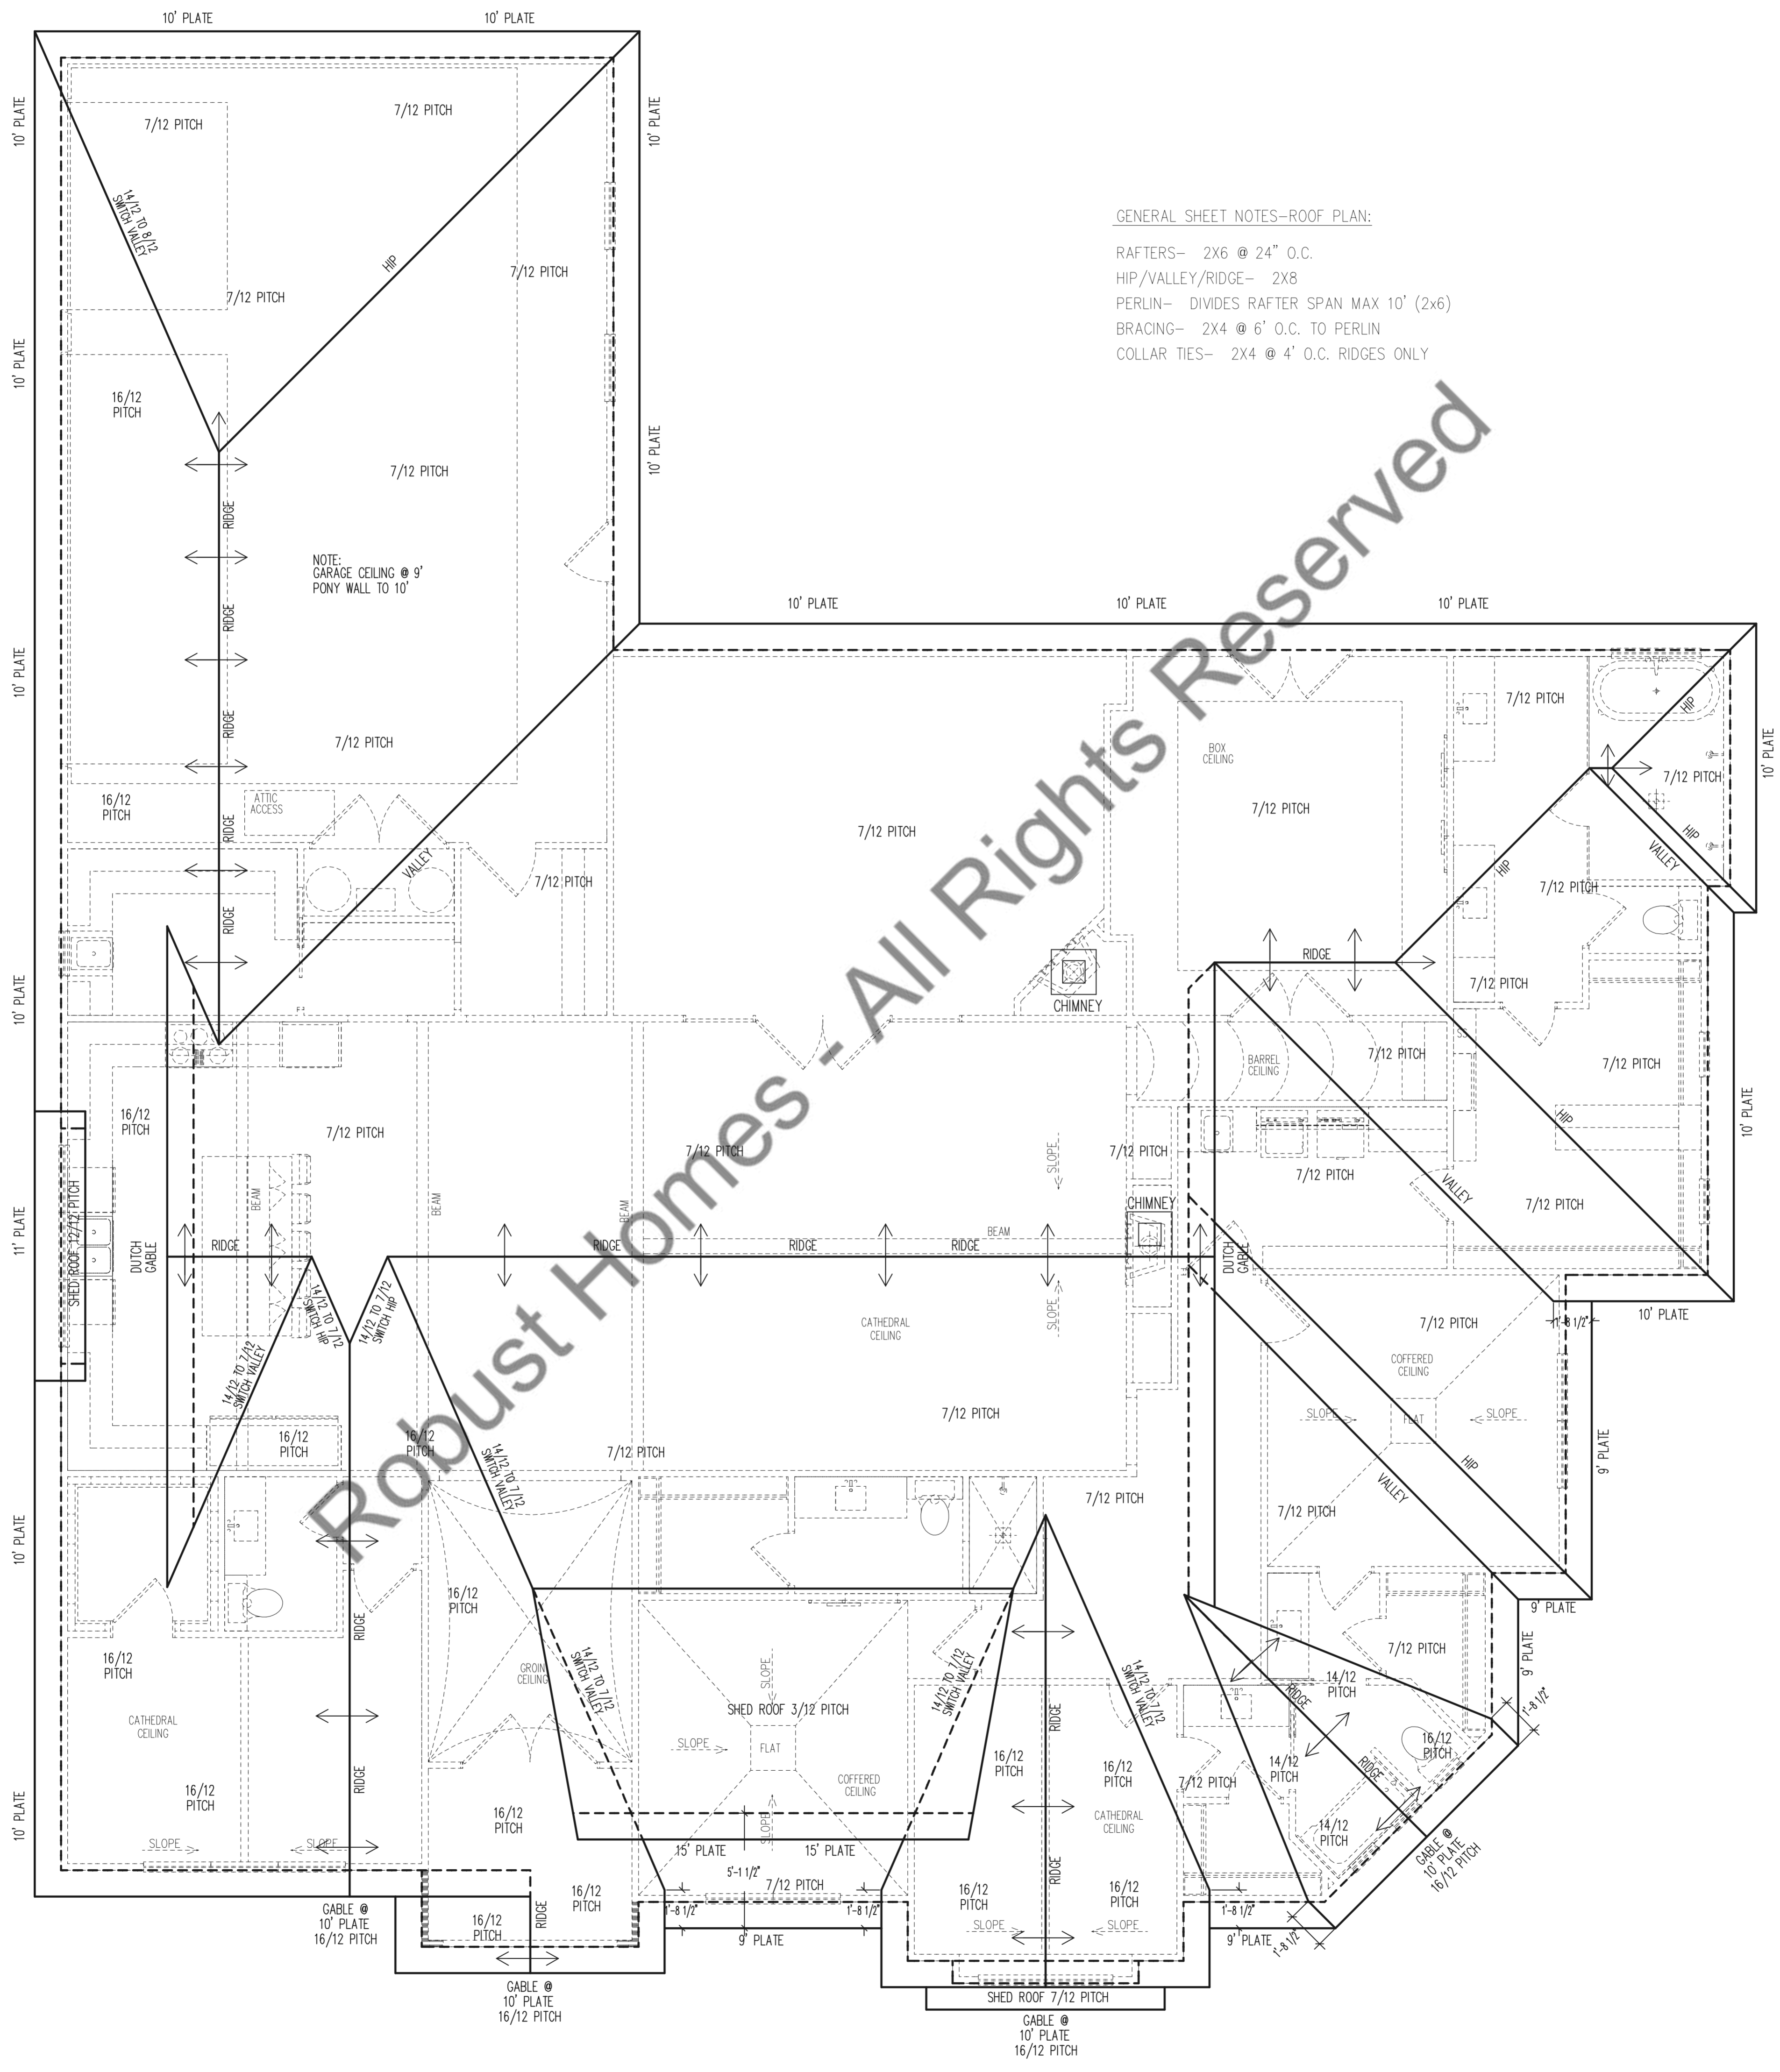 10' PLATE
10' PLATE
10' PLATE
10' PLATE
7/12 PITCH
7/12 PITCH
14/12 TO 8/12
SWITCH VALLEY
HIP
7/12 PITCH
7/12 PITCH
GENERAL SHEET NOTES-ROOF PLAN:
RAFTERS- 2X6 @ 24" O.C.
HIP/VALLEY/RIDGE- 2X8
PERLIN- DIVIDES RAFTER SPAN MAX 10' (2x6)
BRACING- 2X4 @ 6' O.C. TO PERLIN
COLLAR TIES- 2X4 @ 4' O.C. RIDGES ONLY
10' PLATE
16/12
PITCH
10' PLATE
7/12 PITCH
RIDGE
NOTE:
GARAGE CEILING @ 9'
PONY WALL TO 10'
RIDGE
10' PLATE
10' PLATE
10' PLATE
10' PLATE
RIDGE
7/12 PITCH
7/12 PITCH
HIP
10' PLATE
BOX
CEILING
7/12 PITCH
16/12
PITCH
ATTIC
ACCESS
RIDGE
7/12 PITCH
7/12 PITCH
HIP
VALLEY
VALLEY
7/12 PITCH
HIP
7/12 PITCH
RIDGE
RIDGE
10' PLATE
CHIMNEY
7/12 PITCH
16/12
PITCH
7/12 PITCH
7/12 PITCH
SLOPE
7/12 PITCH
BARREL
CEILING
7/12 PITCH
7/12 PITCH
HIP
10' PLATE
7/12 PITCH
VALLEY
7/12 PITCH
11' PLATE
SHED ROOF 12/12 PITCH
DUTCH
GABLE
BEAM
BEAM
BEAM
BEAM
CHIMNEY
RIDGE
RIDGE
RIDGE
RIDGE
DUTCH
GABLE
14/12 TO 7/12
SWITCH HIP
14/12 TO 7/12
SWITCH HIP
CATHEDRAL
CEILING
SLOPE
7/12 PITCH
1'-8 1/2"
10' PLATE
14/12 TO 7/12
SWITCH VALLEY
COFFERED
CEILING
SLOPE
FLAT
SLOPE
9' PLATE
16/12
PITCH
16/12
PITCH
14/12 TO 7/12
SWITCH VALLEY
7/12 PITCH
7/12 PITCH
HIP
VALLEY
7/12 PITCH
7/12 PITCH
10' PLATE
16/12
PITCH
RIDGE
9' PLATE
16/12
PITCH
CATHEDRAL
CEILING
GROIN
CEILING
14/12 TO 7/12
SWITCH VALLEY
SLOPE
SHED ROOF 3/12 PITCH
14/12 TO 7/12
SWITCH VALLEY
14/12 TO 7/12
SWITCH VALLEY
RIDGE
7/12 PITCH
9' PLATE
14/12
PITCH
RIDGE
1'-8 1/2"
SLOPE
FLAT
16/12
PITCH
16/12
PITCH
7/12 PITCH
14/12
PITCH
RIDGE
16/12
PITCH
10' PLATE
16/12
PITCH
RIDGE
16/12
PITCH
COFFERED
CEILING
CATHEDRAL
CEILING
14/12
PITCH
SLOPE
SLOPE
SLOPE
15' PLATE
15' PLATE
RIDGE
GABLE @
10' PLATE
16/12 PITCH
5'-1 1/2"
7/12 PITCH
GABLE @
10' PLATE
16/12 PITCH
16/12
PITCH
RIDGE
16/12
PITCH
1'-8 1/2"
1'-8 1/2"
9' PLATE
16/12
PITCH
16/12
PITCH
SLOPE
SLOPE
1'-8 1/2"
9' PLATE
1'-8 1/2"
GABLE @
10' PLATE
16/12 PITCH
SHED ROOF 7/12 PITCH
GABLE @
10' PLATE
16/12 PITCH
Robust Homes - All Rights Reserved